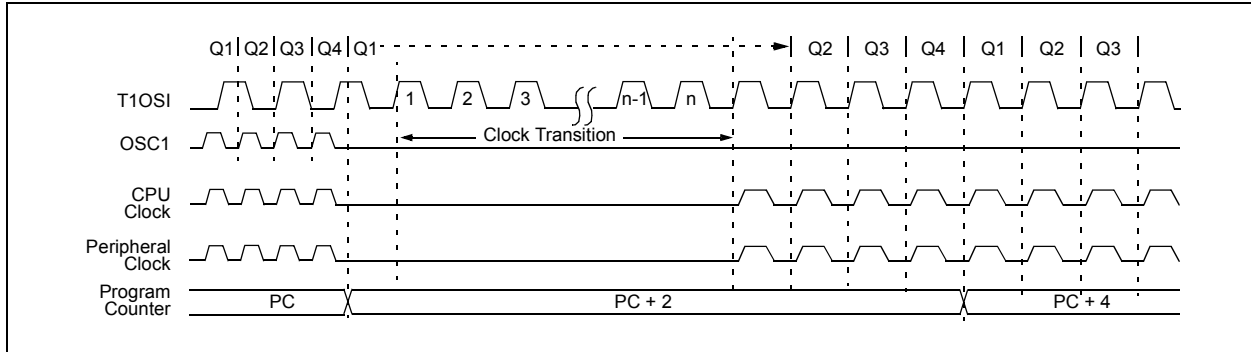 Q1 Q2 Q3 Q4 Q1 Q2 Q3 Q4 Q1 Q2 Q3
T1OSI 1 2 3 n-1 n
Clock Transition
OSC1
CPU
Clock
Peripheral
Clock
Program
Counter
PC PC + 2 PC + 4